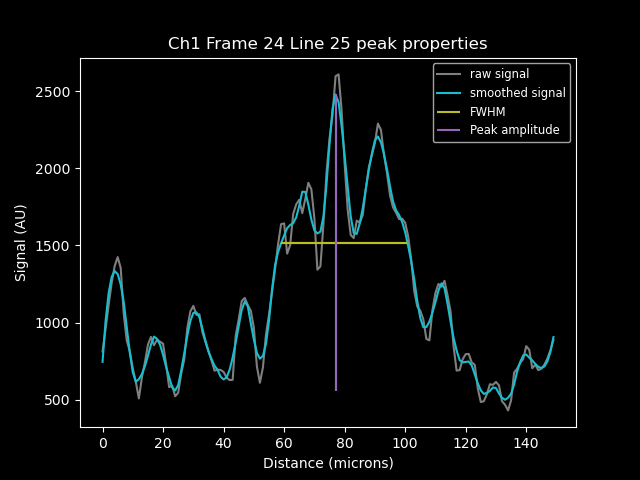 Ch1 Frame 24 Line 25 peak properties
raw signal
smoothed signal
FWHM
Peak amplitude
Signal (AU)
2500
2000
1500
1000
500
0 20 40 60 80 100 120 140
Distance (microns)